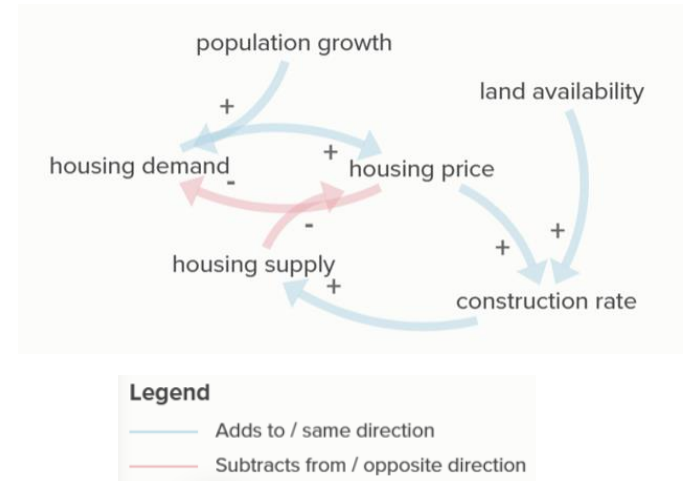 population growth
land availability
+
+
housing demand
-
housing price
-
+
+
housing supply
+
construction rate
Legend
Adds to / same direction
Subtracts from / opposite direction